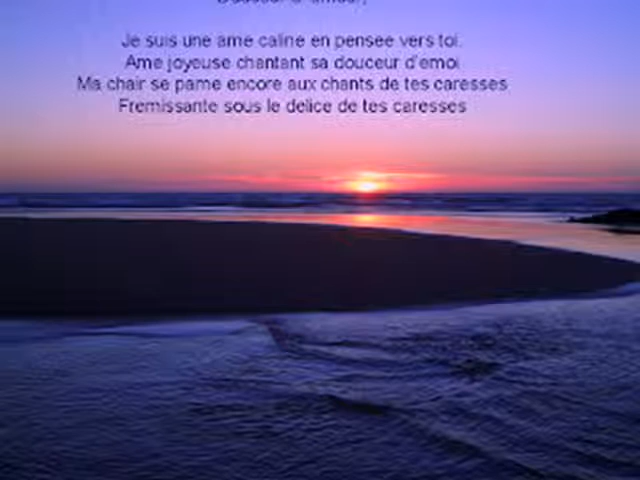 Je suis une ame caline en pensee vers toi.
Ame joyeuse chantant sa douceur d'emoi
Ma chair se pame encore aux chants de tes caresses
Fremissante sous le delice de tes caresses